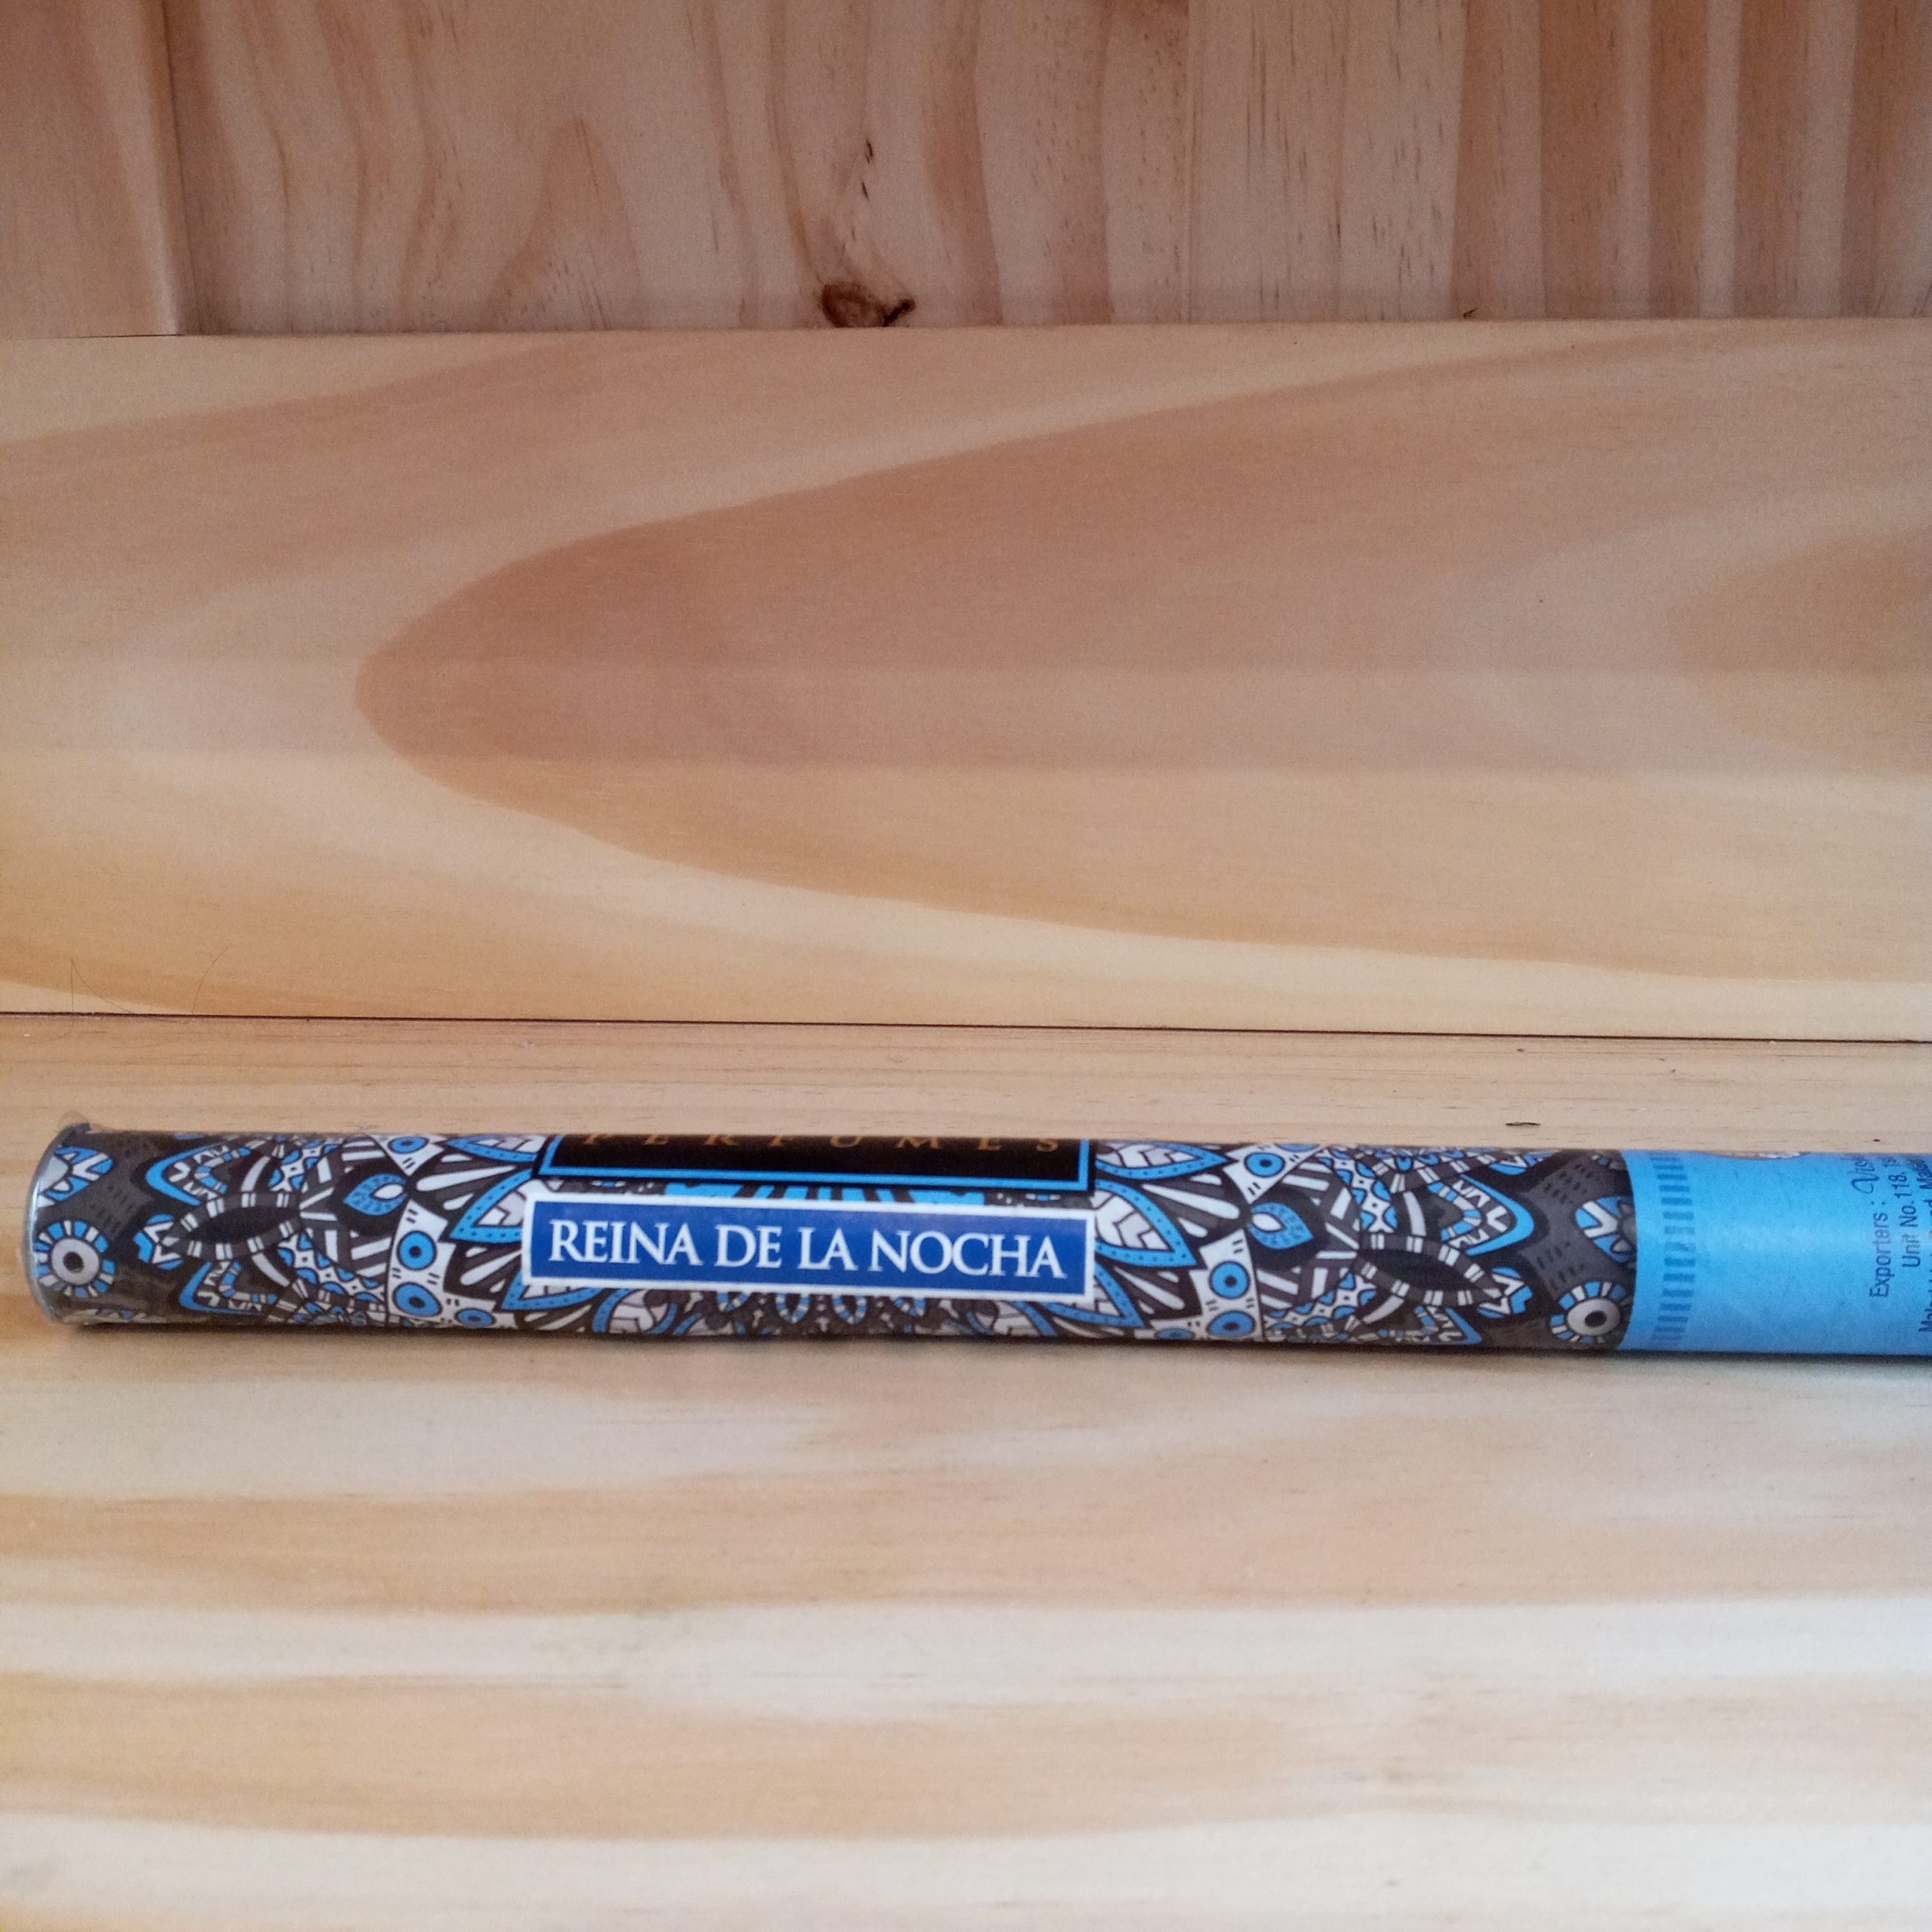 PERFUMES
REINA DE LA NOCHA
Exporters :
Unit No. 118,